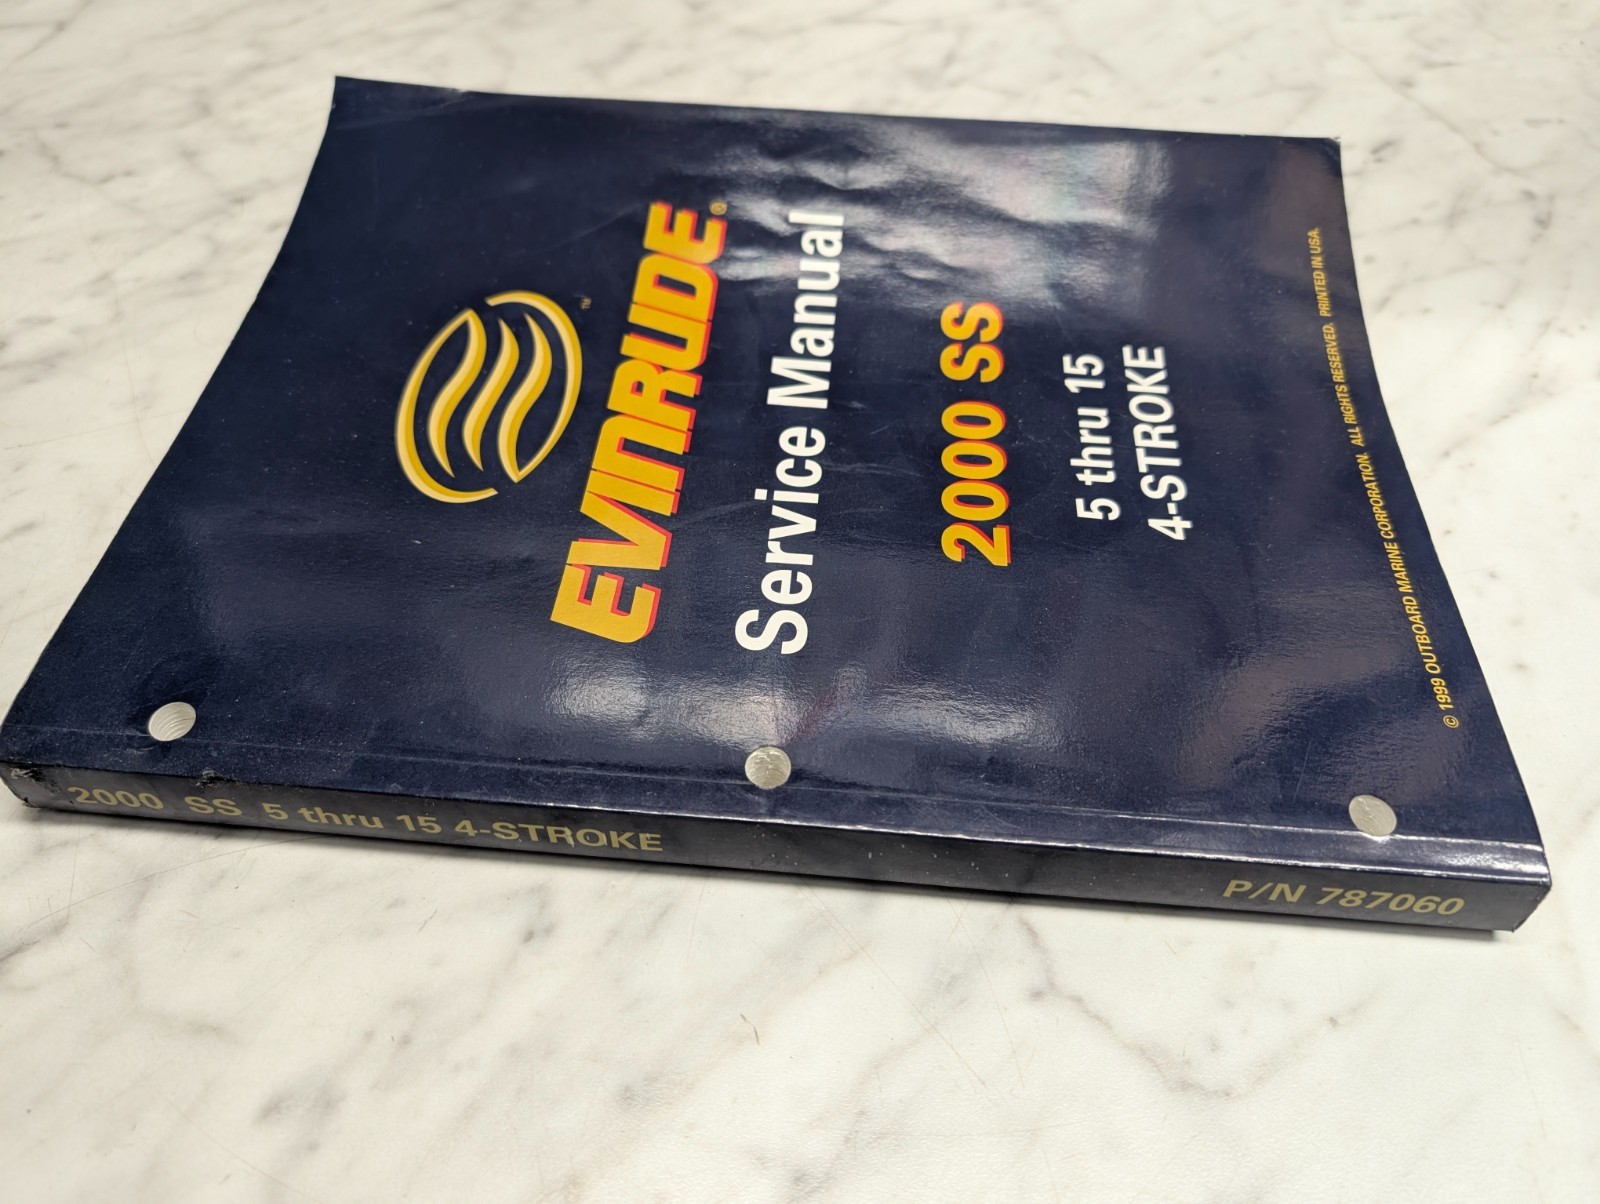 ™
EVINRUDE®
Service Manual
2000 SS
5 thru 15
4-STROKE
© 1999 OUTBOARD MARINE CORPORATION. ALL RIGHTS RESERVED. PRINTED IN USA.
2000 SS 5 thru 15 4-STROKE
P/N 787060